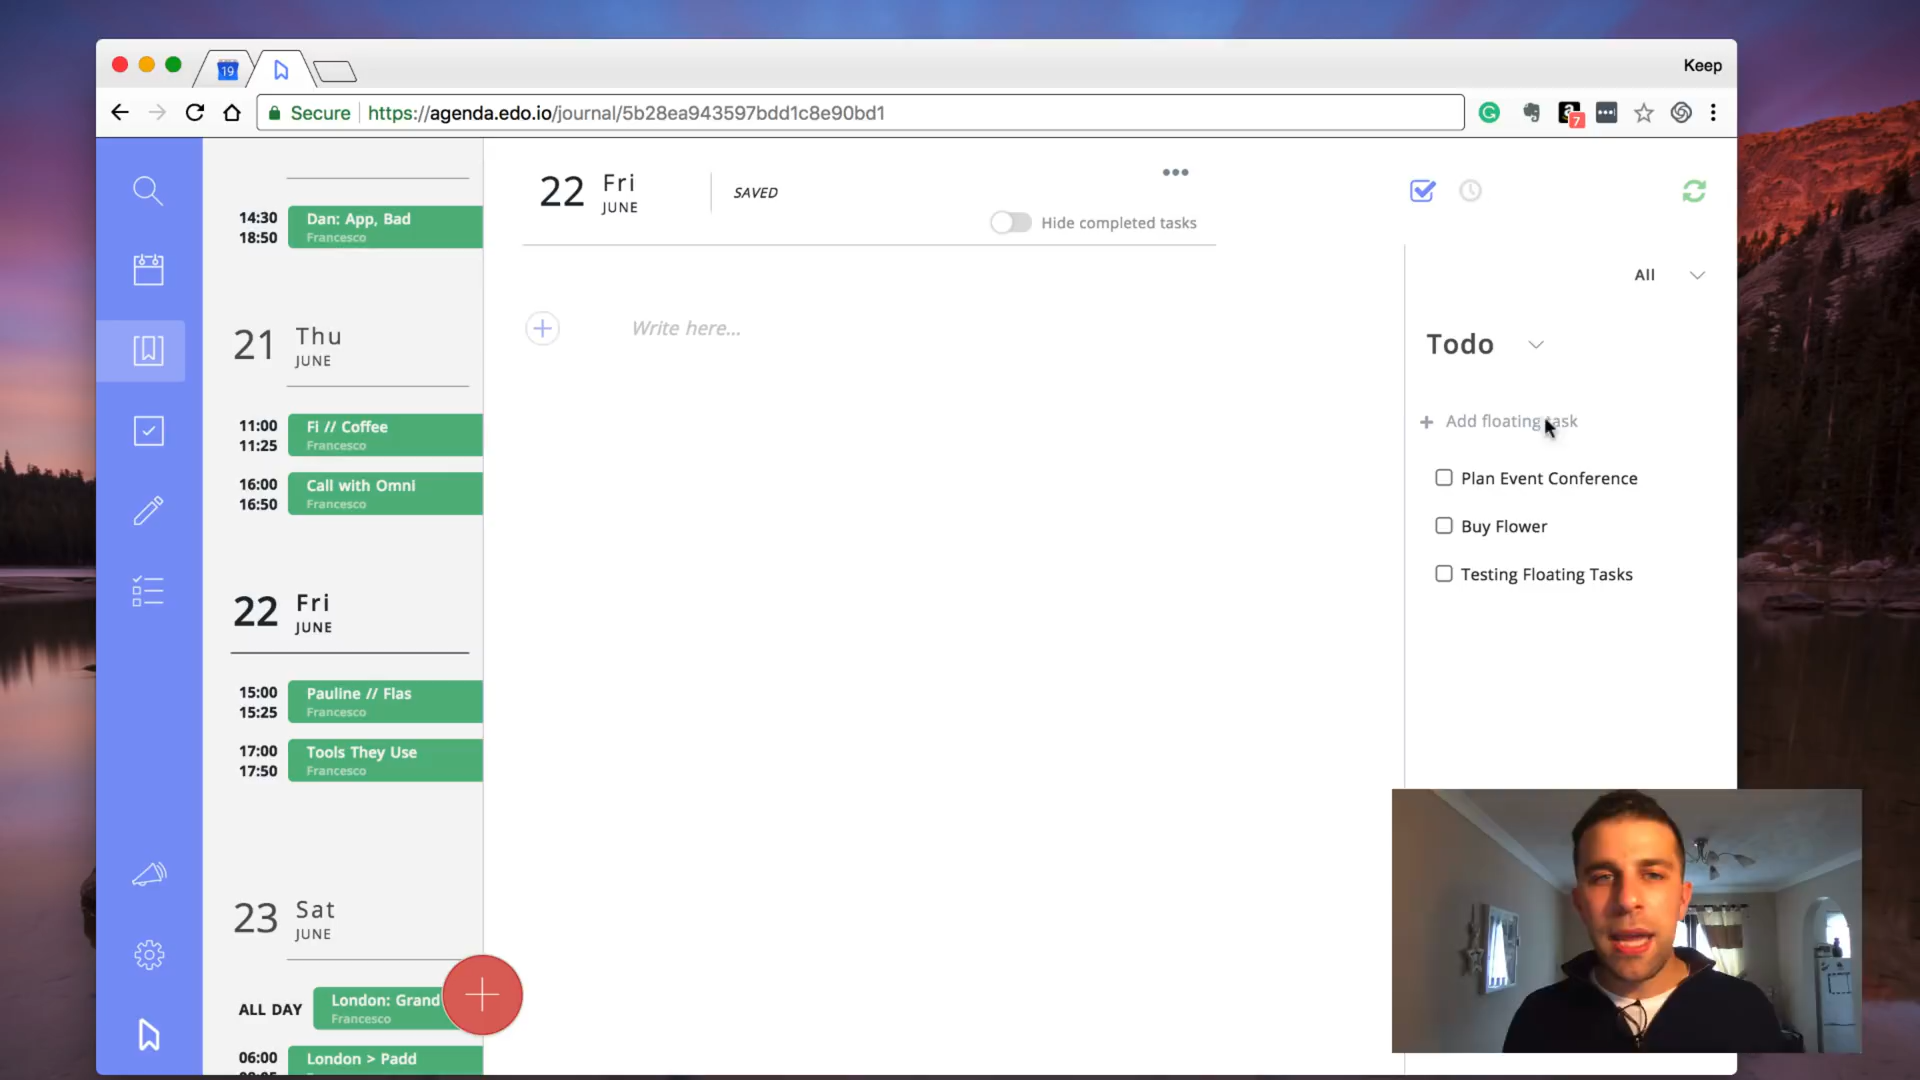 19
Keep
Secure
https://agenda.edo.io/journal/5b28ea943597bdd1c8e90bd1
7
14:30
18:50
Dan: App, Bad
Francesco
21 Thu
JUNE
11:00
11:25
Fi // Coffee
Francesco
16:00
16:50
Call with Omni
Francesco
22 Fri
JUNE
15:00
15:25
Pauline // Flas
Francesco
17:00
17:50
Tools They Use
Francesco
23 Sat
JUNE
ALL DAY
London: Grand
Francesco
06:00
London > Padd
22 Fri
JUNE
SAVED
Hide completed tasks
Write here...
All
Todo
+ Add floating task
Plan Event Conference
Buy Flower
Testing Floating Tasks